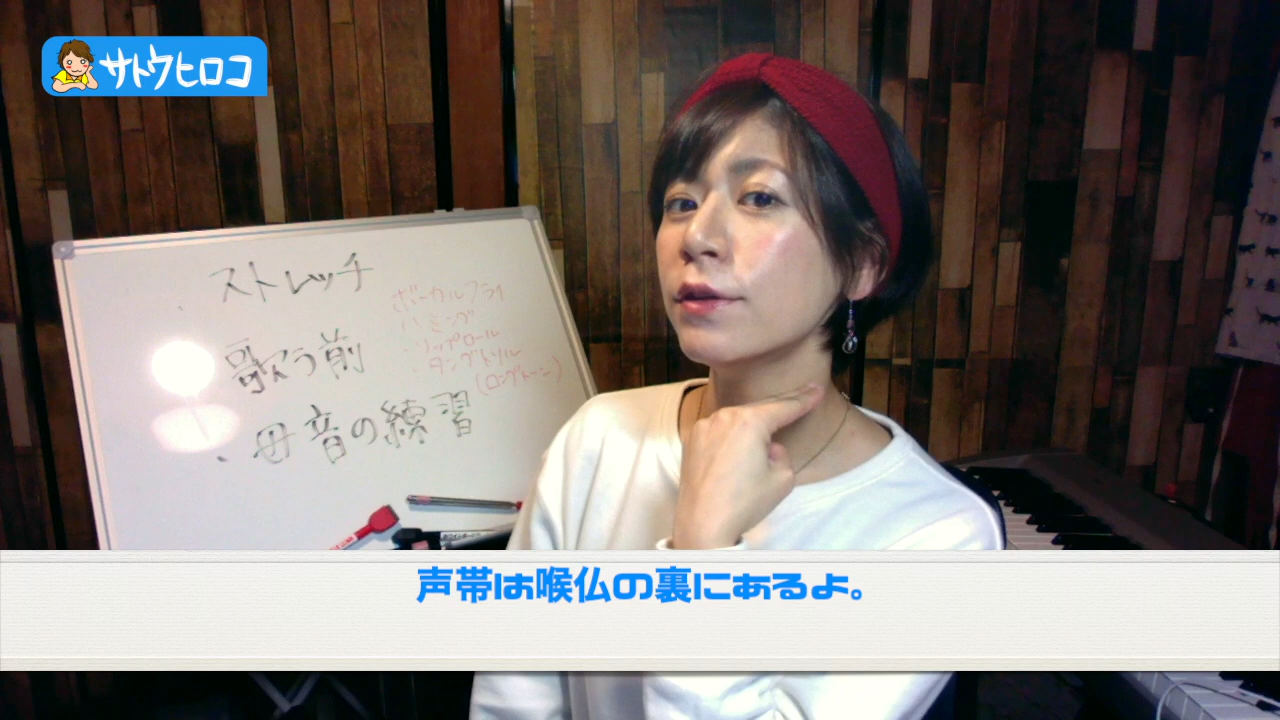 サトウヒロコ
ストレッチ
ボーカルフライ
ハミング
リップロール
・タングトリル
(ロングトーン)
歌う前
母音の練習
声帯は喉仏の裏にあるよ。